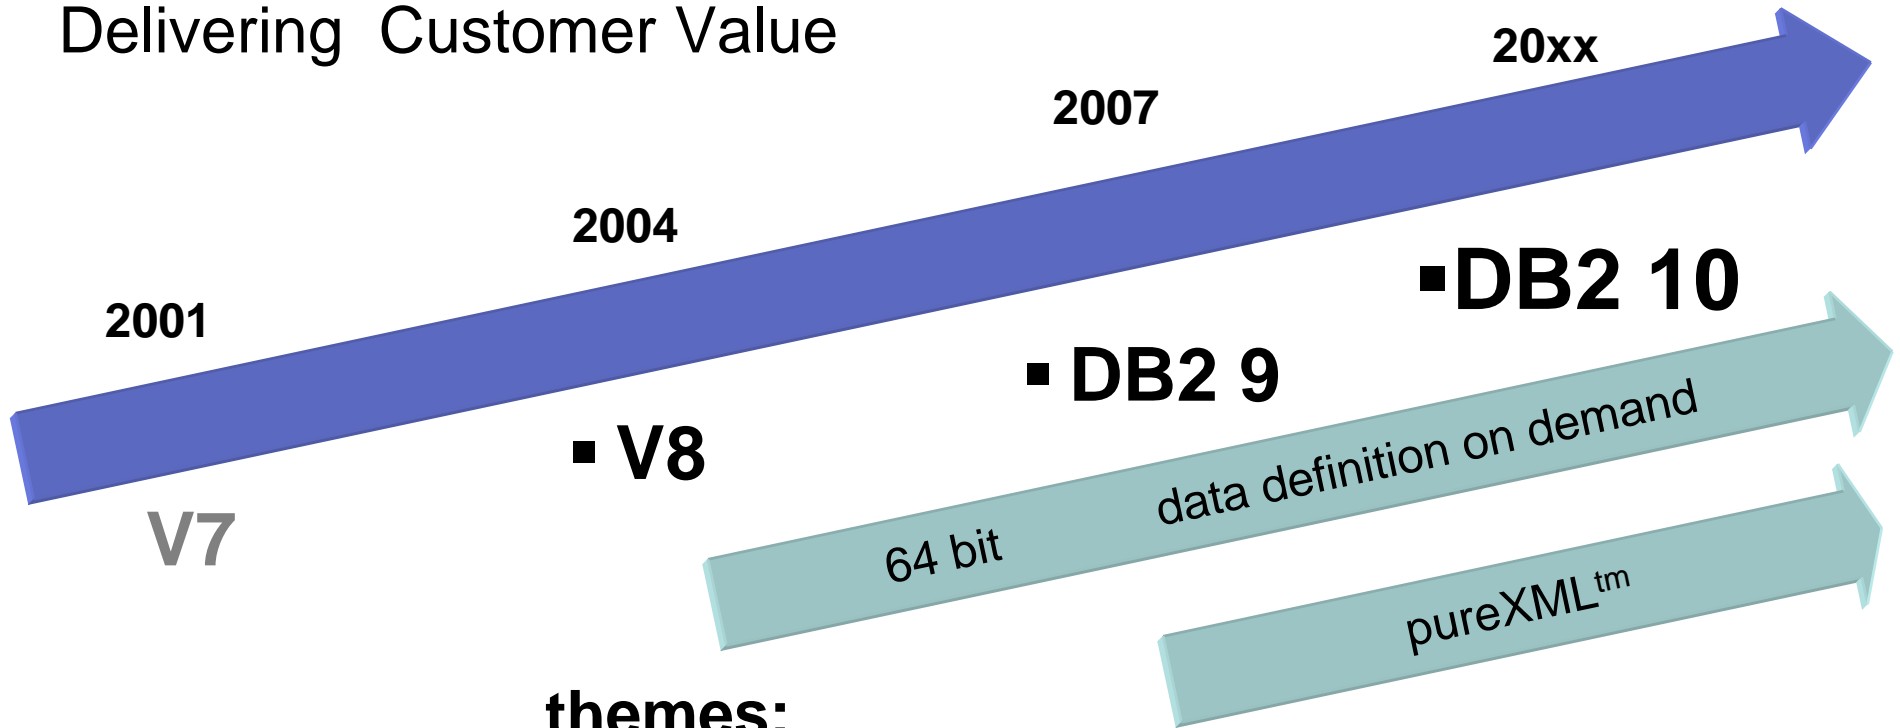 Delivering Customer Value
20xx
2007
2004
2001
▪DB2 10
▪ DB2 9
▪ V8
V7
64 bit data definition on demand
pureXMLtm
themes: